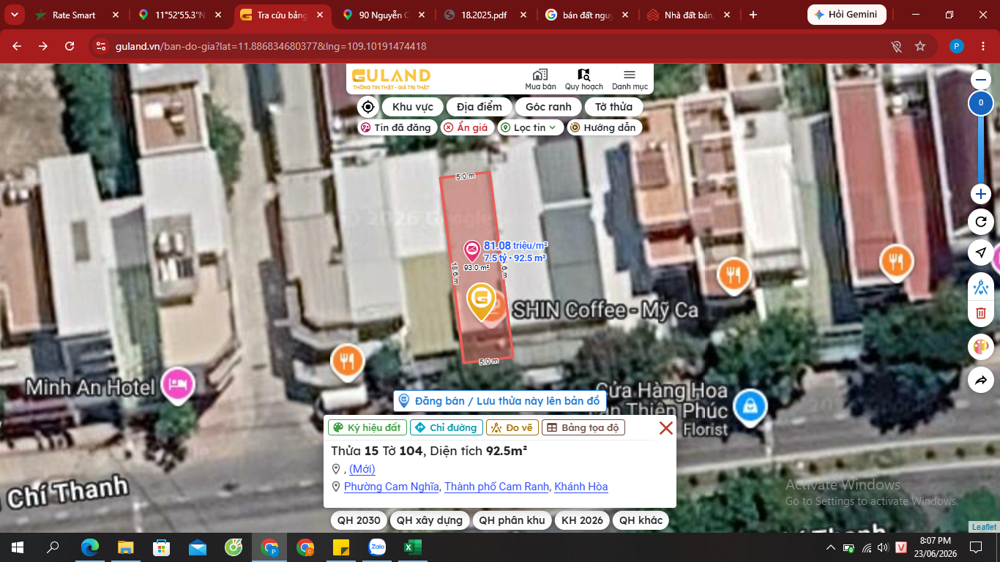 Rate Smart
11°52'55.3"N
Tra cứu bảng
90 Nguyễn
18.2025.pdf
bán đất nguy
Nhà đất bán,
Hỏi Gemini
guland.vn/ban-do-gia?lat=11.886834680377&lng=109.10191474418
P
GULAND
THÔNG TIN THẬT - GIÁ TRỊ THẬT
Mua bán
Quy hoạch
Danh mục
Khu vực
Địa điểm
Góc ranh
Tờ thửa
Tin đã đăng
Ẩn giá
Lọc tin
Hướng dẫn
0
5.0 m
81.08 triệu/m²
7.5 tỷ • 92.5 m²
93.0 m²
18.6 m
SHIN Coffee - Mỹ Ca
5.0 m
Minh An Hotel
Cửa Hàng Hoa
Thiên Phúc
Florist
Đăng bán / Lưu thửa này lên bản đồ
Ký hiệu đất
Chỉ đường
Đo vẽ
Bảng tọa độ
Thửa 15 Tờ 104, Diện tích 92.5m²
, (Mới)
Phường Cam Nghĩa, Thành phố Cam Ranh, Khánh Hòa
Chí Thanh
Activate Windows
Go to Settings to activate Windows.
QH 2030
QH xây dựng
QH phân khu
KH 2026
QH khác
Thanh
Leaflet
Zalo
V
8:07 PM
23/06/2026